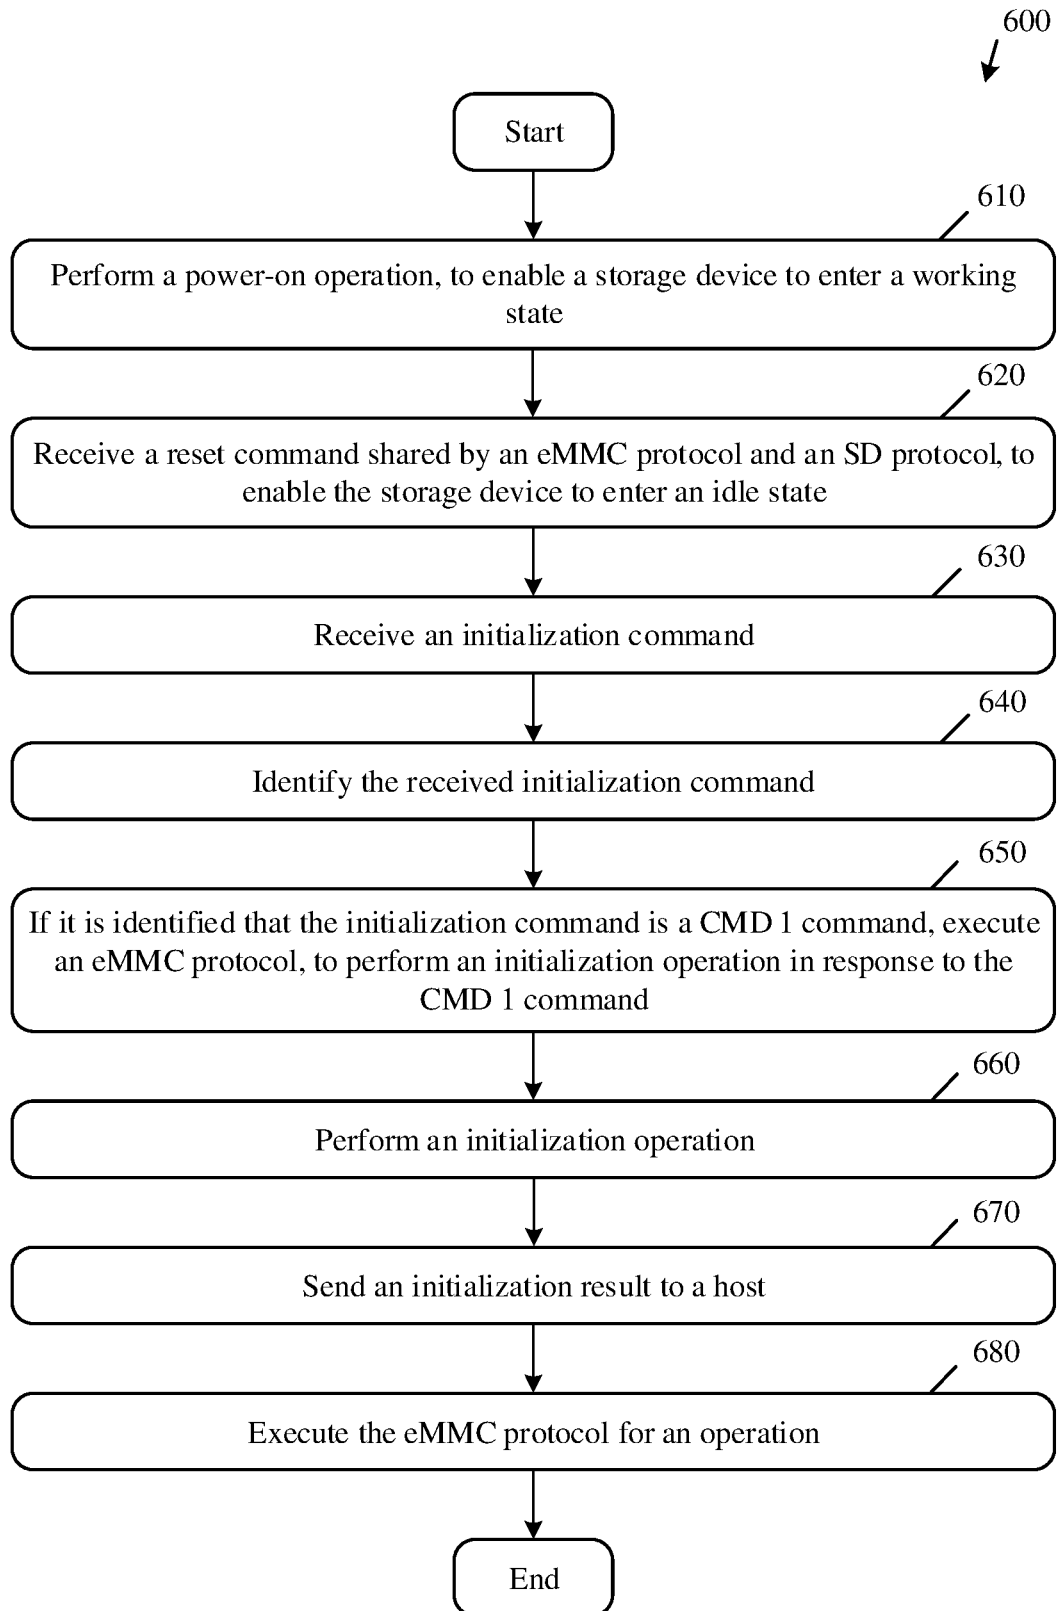 600
Start
610
Perform a power-on operation, to enable a storage device to enter a working
state
620
Receive a reset command shared by an eMMC protocol and an SD protocol, to
enable the storage device to enter an idle state
630
Receive an initialization command
640
Identify the received initialization command
650
If it is identified that the initialization command is a CMD 1 command, execute
an eMMC protocol, to perform an initialization operation in response to the
CMD 1 command
660
Perform an initialization operation
670
Send an initialization result to a host
680
Execute the eMMC protocol for an operation
End